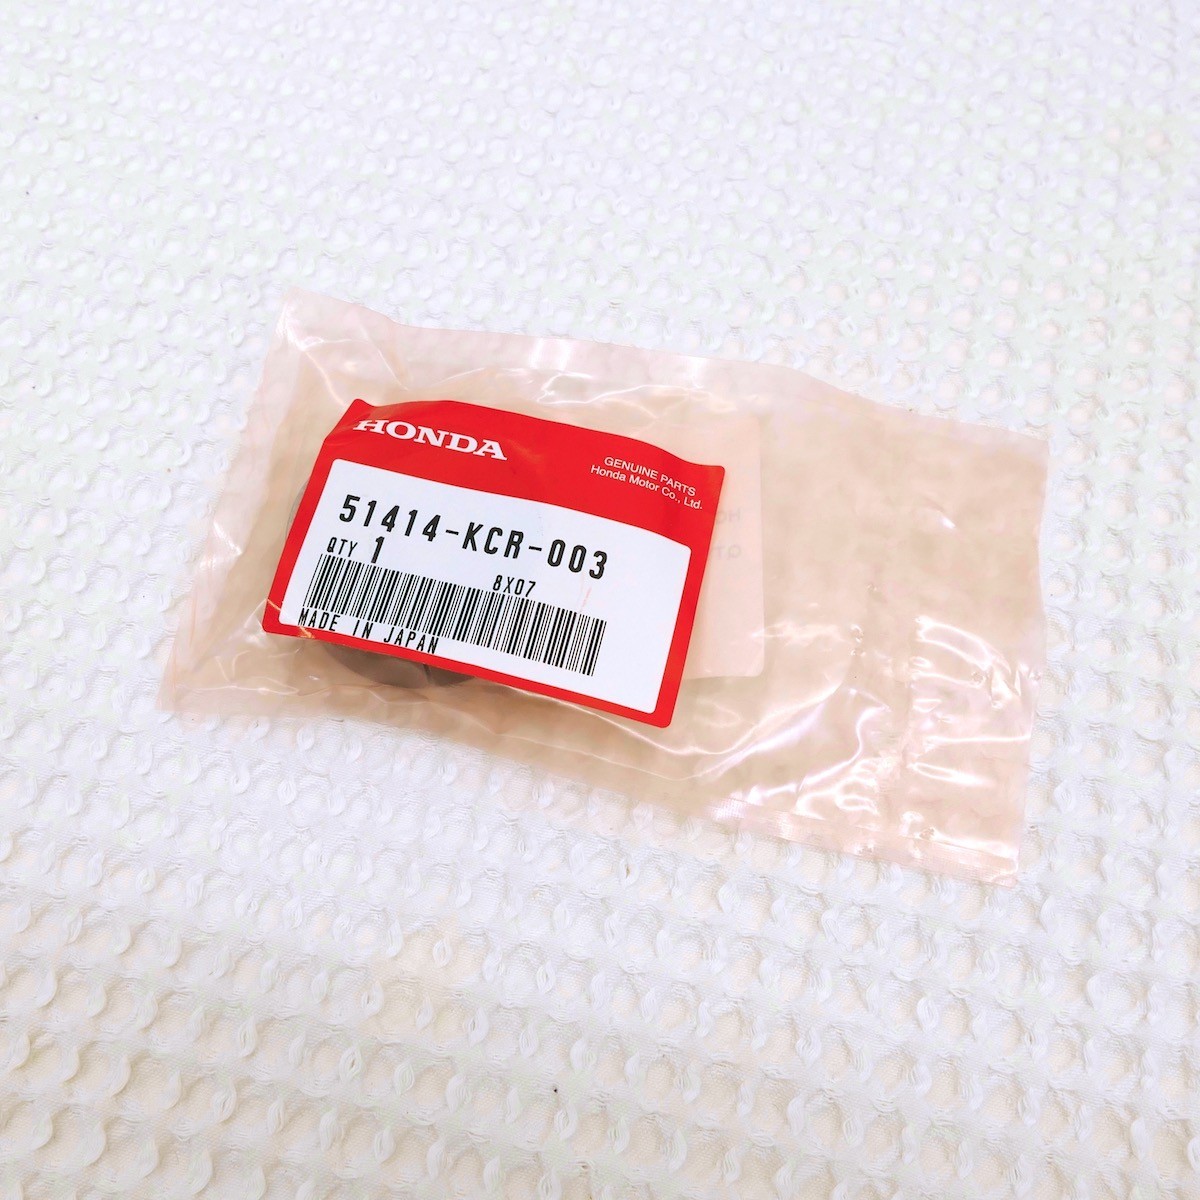 HONDA
GENUINE PARTS
Honda Motor Co., Ltd.
51414-KCR-003
QTY 1
8X07
MADE IN JAPAN